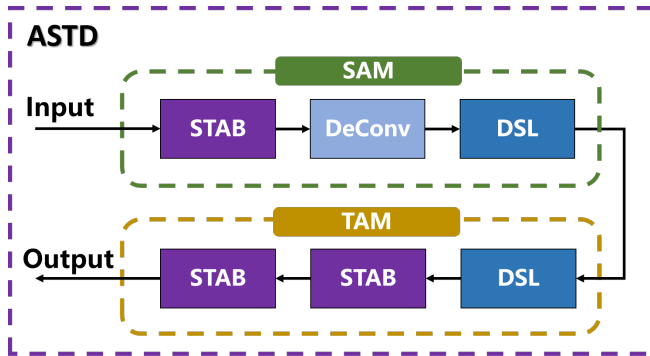 ASTD
SAM
Input
STAB
DeConv
DSL
TAM
Output
STAB
STAB
DSL